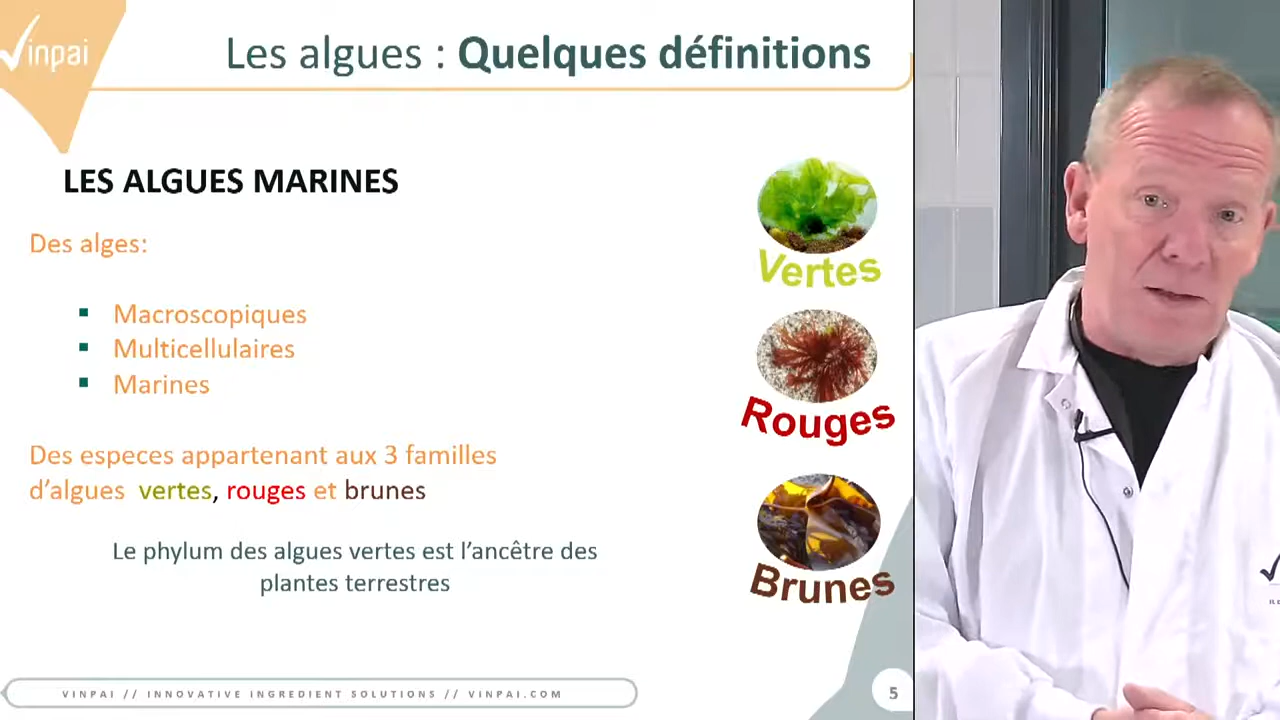 Vinpai
Les algues : Quelques définitions
LES ALGUES MARINES
Des alges:
Macroscopiques
Multicellulaires
Marines
Des especes appartenant aux 3 familles
d’algues vertes, rouges et brunes
Le phylum des algues vertes est l’ancêtre des
plantes terrestres
Vertes
Rouges
Brunes
VINPAI // INNOVATIVE INGREDIENT SOLUTIONS // VINPAI.COM
5